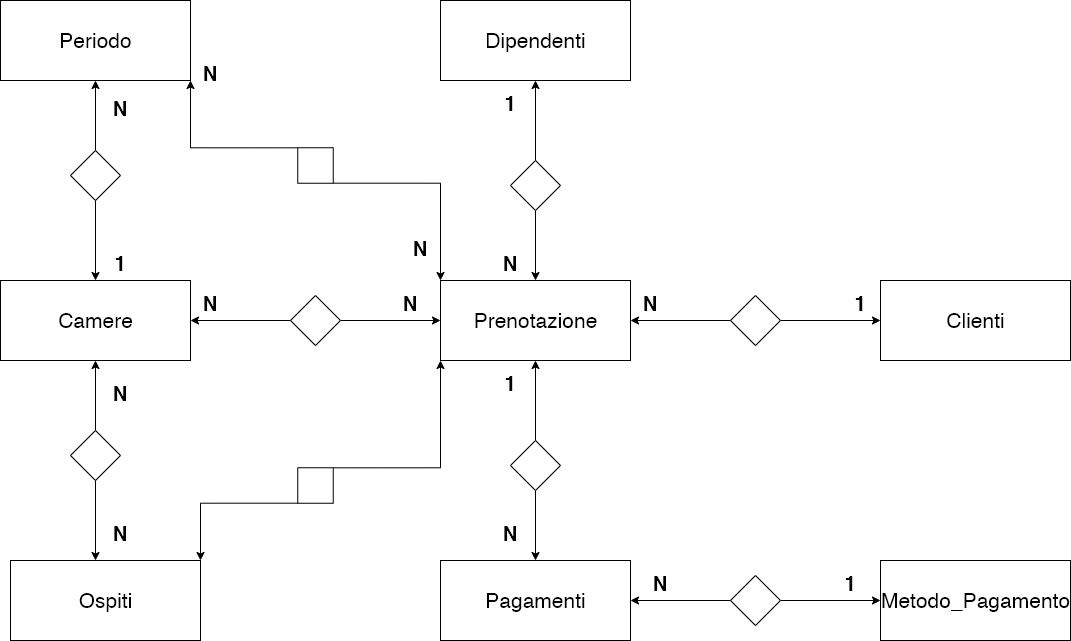 Periodo
Dipendenti
N
1
N
N
1
N
N
Camere
N
N
Prenotazione
N
1
Clienti
N
1
N
N
Ospiti
Pagamenti
N
1
Metodo_Pagamento